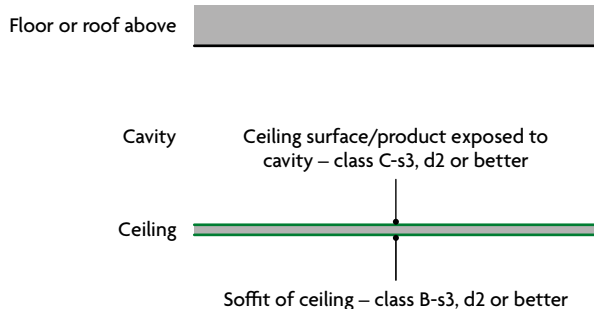 Floor or roof above
Cavity
Ceiling surface/product exposed to
cavity – class C-s3, d2 or better
Ceiling
Soffit of ceiling – class B-s3, d2 or better